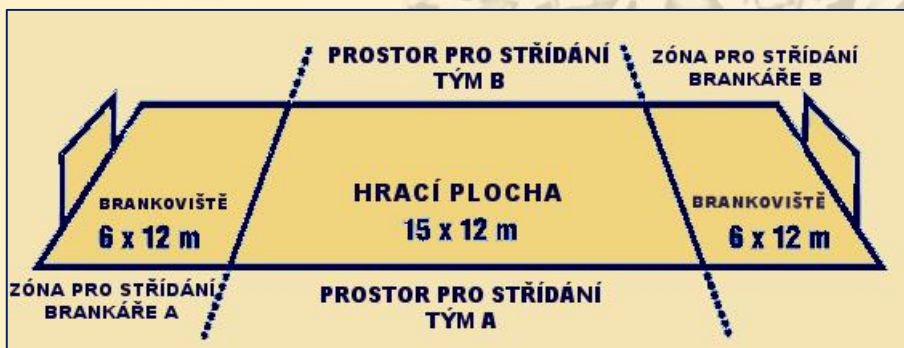 PROSTOR PRO STŘÍDÁNÍ
TÝM B
ZÓNA PRO STŘÍDÁNÍ
BRANKÁŘE B
BRANKOVIŠTĚ
6 x 12 m
HRACÍ PLOCHA
15 x 12 m
BRANKOVIŠTĚ
6 x 12 m
ZÓNA PRO STŘÍDÁNÍ
BRANKÁŘE A
PROSTOR PRO STŘÍDÁNÍ
TÝM A